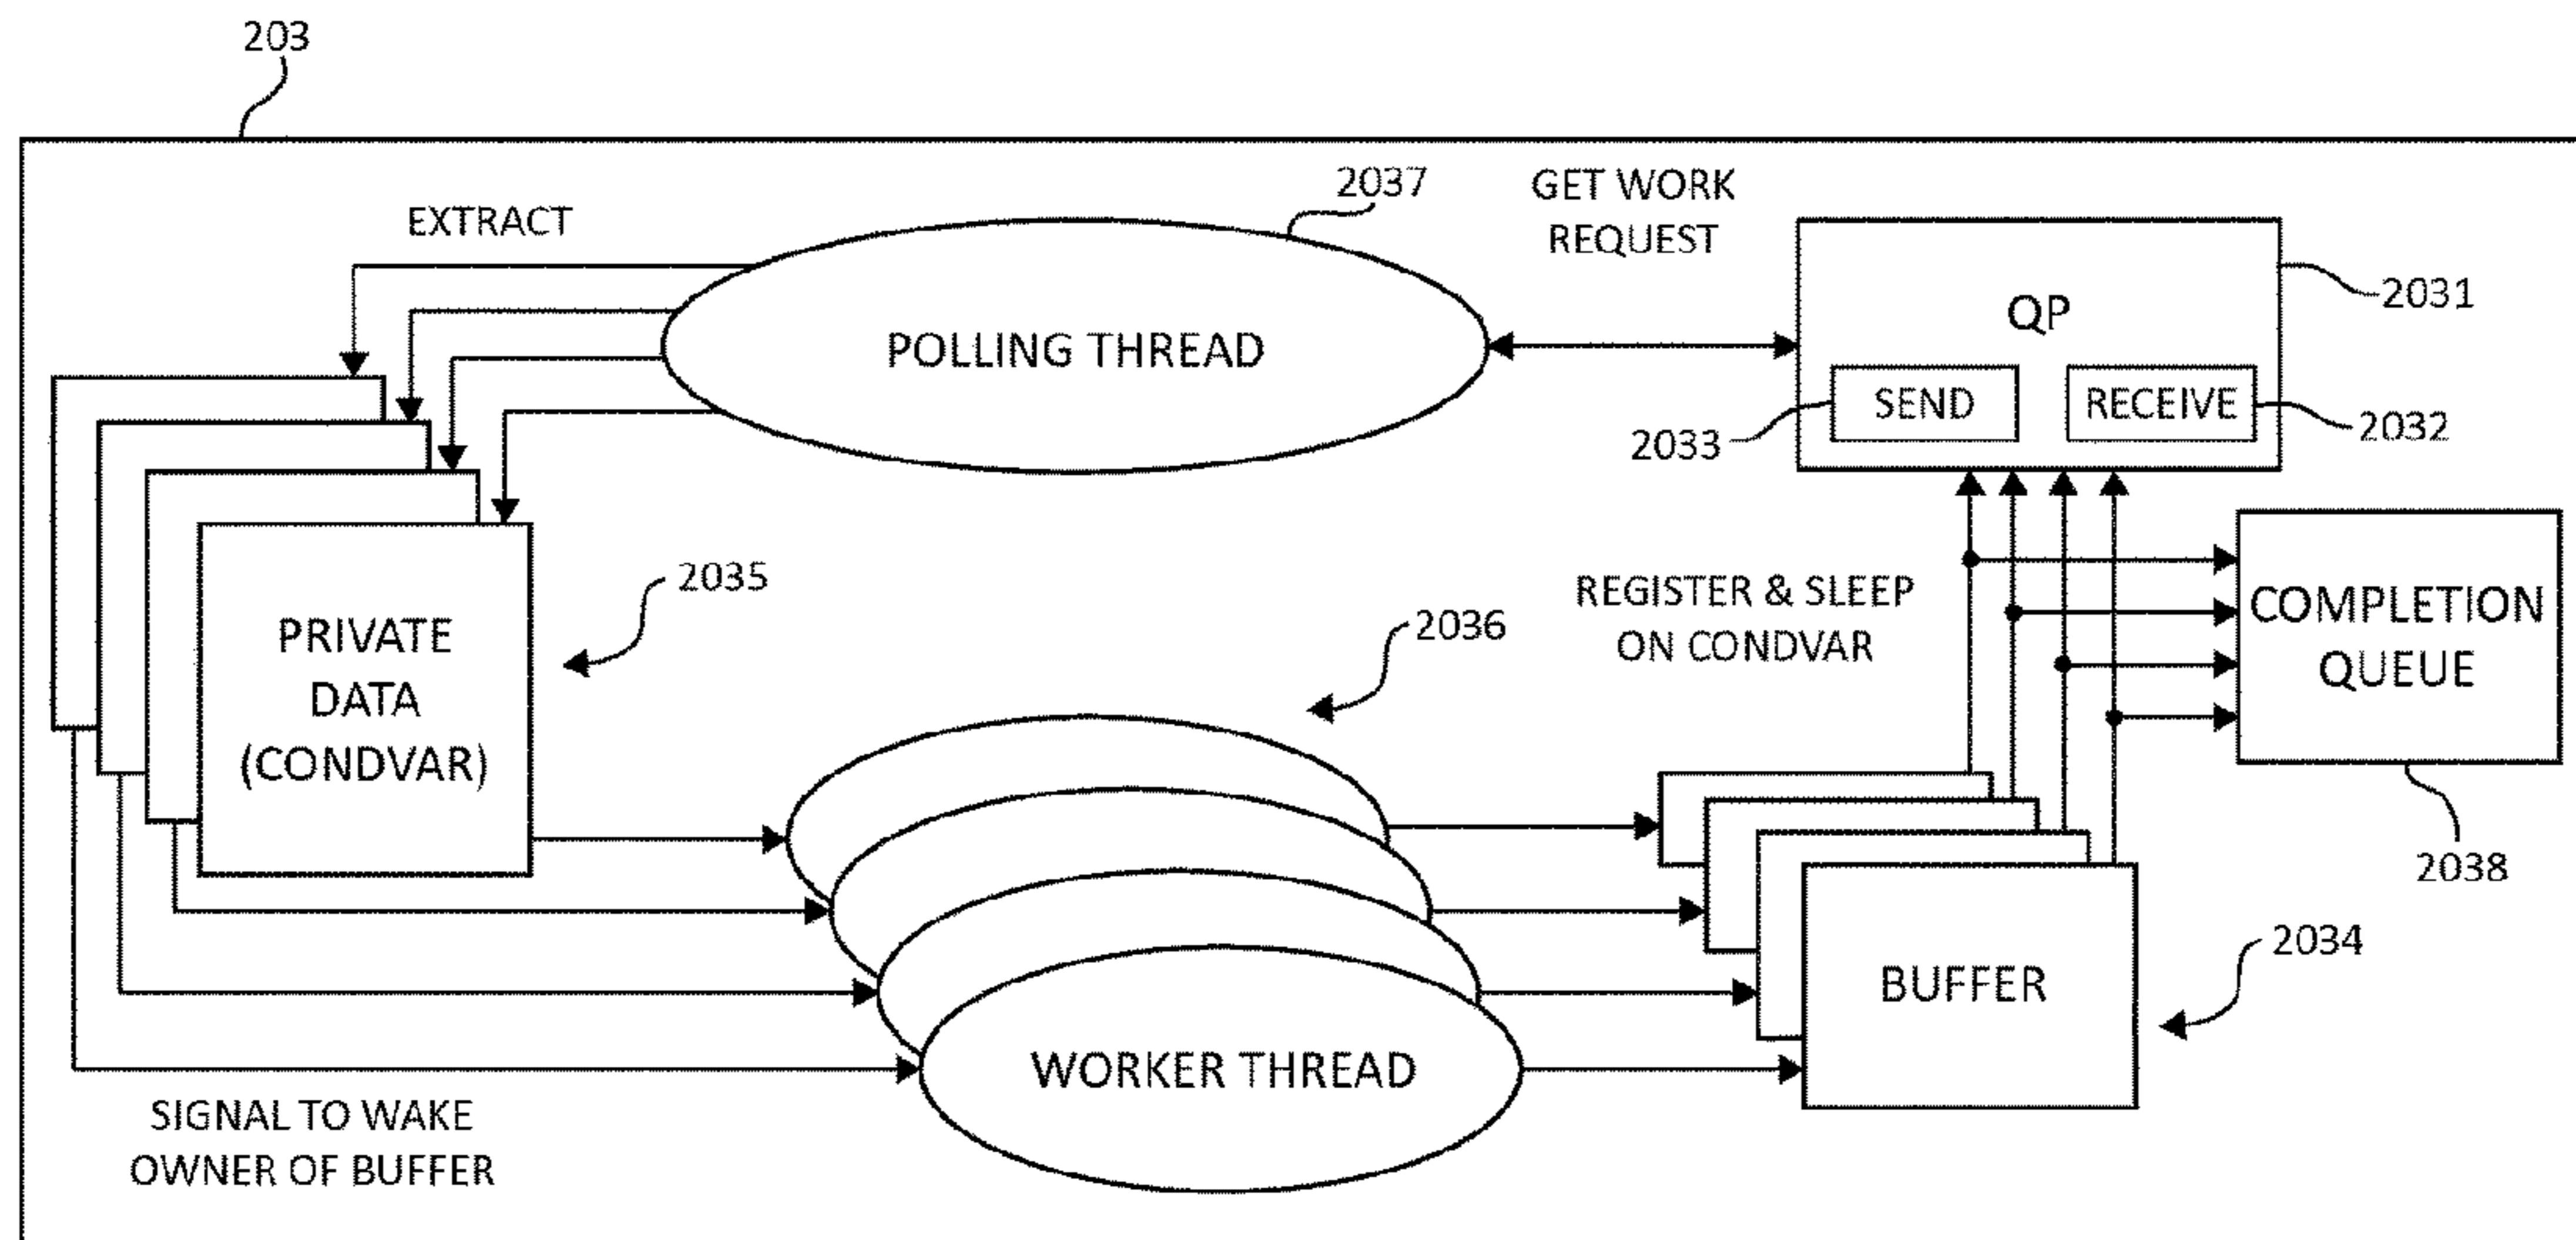 203
2037
GET WORK
REQUEST
EXTRACT
2031
QP
POLLING THREAD
SEND
RECEIVE
2033
2032
2035
REGISTER & SLEEP
ON CONDVAR
COMPLETION
QUEUE
PRIVATE
DATA
(CONDVAR)
2036
2038
2034
BUFFER
WORKER THREAD
SIGNAL TO WAKE
OWNER OF BUFFER